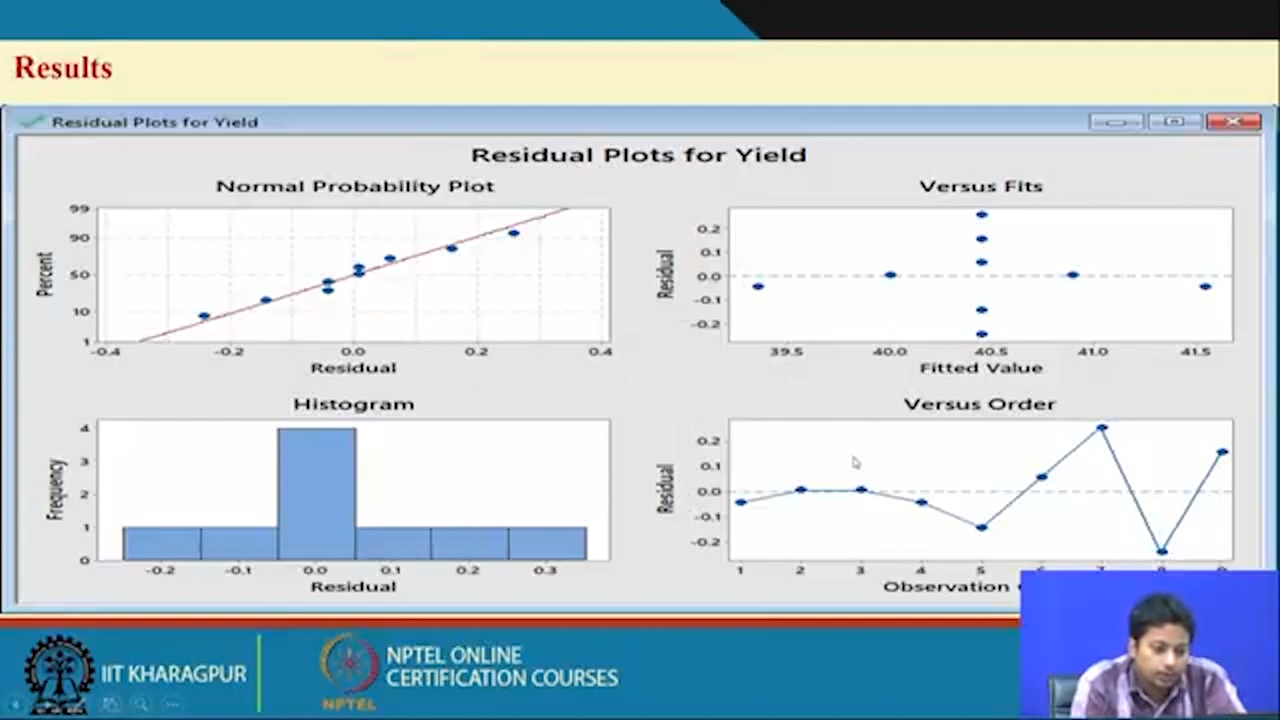 Results
Residual Plots for Yield
Residual Plots for Yield
Normal Probability Plot
99
90
50
10
1
Percent
-0.4 -0.2 0.0 0.2 0.4
Residual
Versus Fits
0.2
0.1
0.0
-0.1
-0.2
Residual
39.5 40.0 40.5 41.0 41.5
Fitted Value
Histogram
4
3
2
1
0
Frequency
-0.2 -0.1 0.0 0.1 0.2 0.3
Residual
Versus Order
0.2
0.1
0.0
-0.1
-0.2
Residual
1 2 3 4 5
Observation
IIT KHARAGPUR
NPTEL
NPTEL ONLINE
CERTIFICATION COURSES